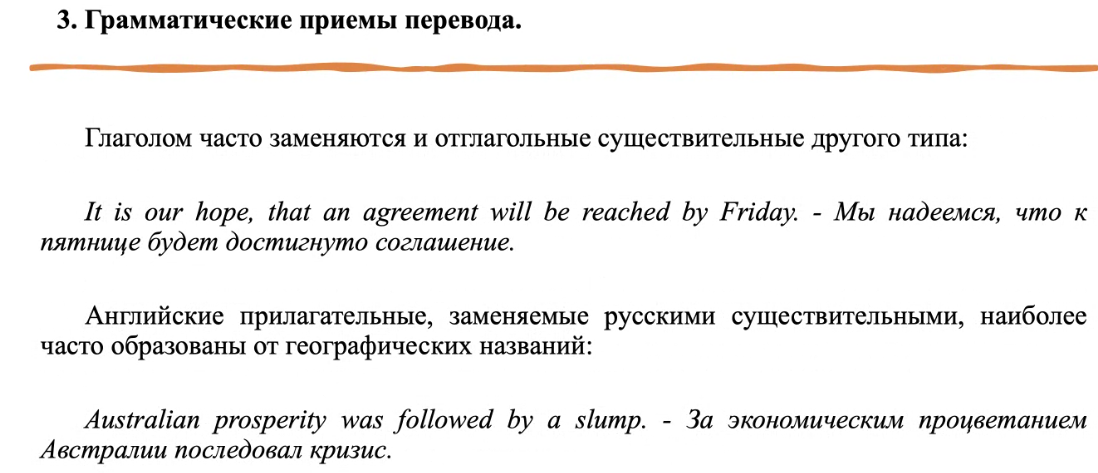 3. Грамматические приемы перевода.
Глаголом часто заменяются и отглагольные существительные другого типа:
It is our hope, that an agreement will be reached by Friday. - Мы надеемся, что к
пятнице будет достигнуто соглашение.
Английские прилагательные, заменяемые русскими существительными, наиболее
часто образованы от географических названий:
Australian prosperity was followed by a slump. - За экономическим процветанием
Австралии последовал кризис.